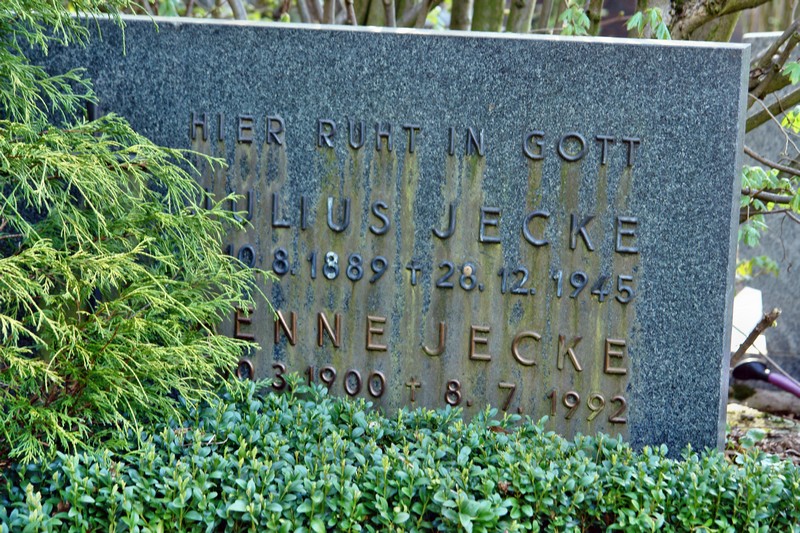 HIER RUHT IN GOTT
JULIUS JECKE
10.8.1889 † 28.12.1945
ENNE JECKE
0.3.1900 † 8.7.1992